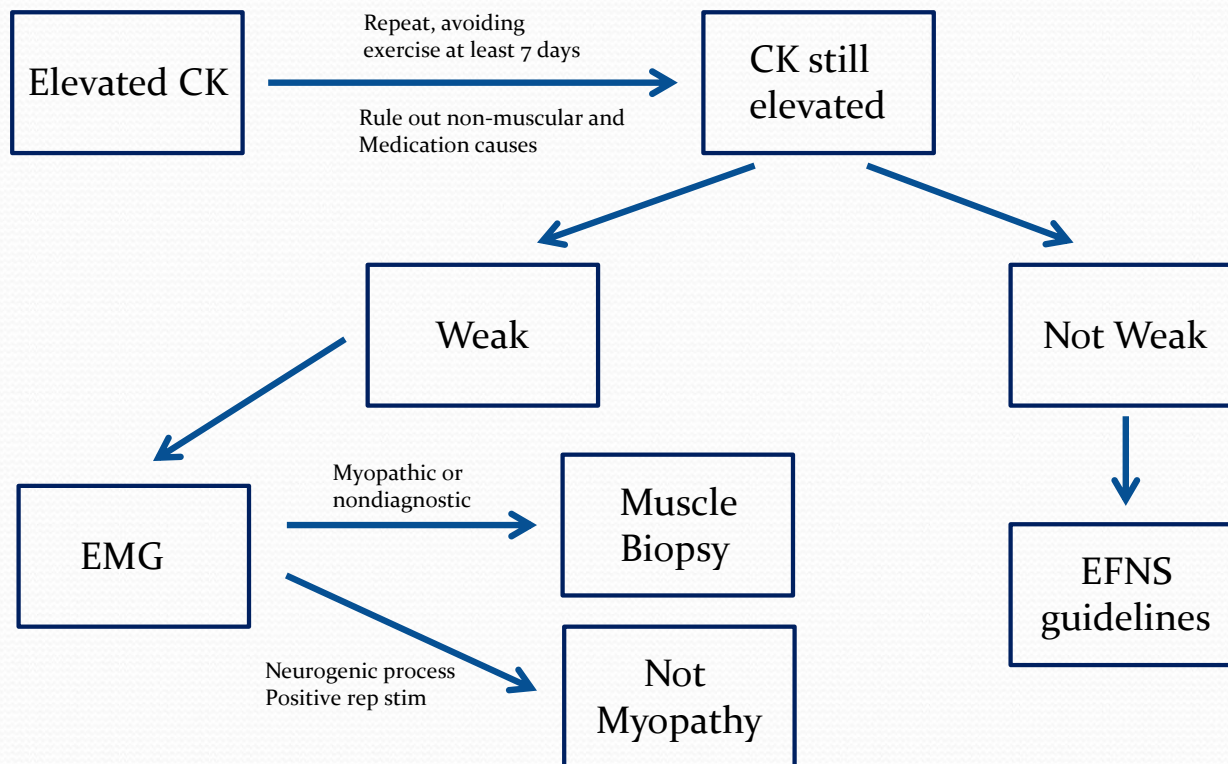 Elevated CK
Repeat, avoiding
exercise at least 7 days
Rule out non-muscular and
Medication causes
CK still
elevated
Weak
Not Weak
EMG
Myopathic or
nondiagnostic
Muscle
Biopsy
Neurogenic process
Positive rep stim
Not
Myopathy
EFNS
guidelines